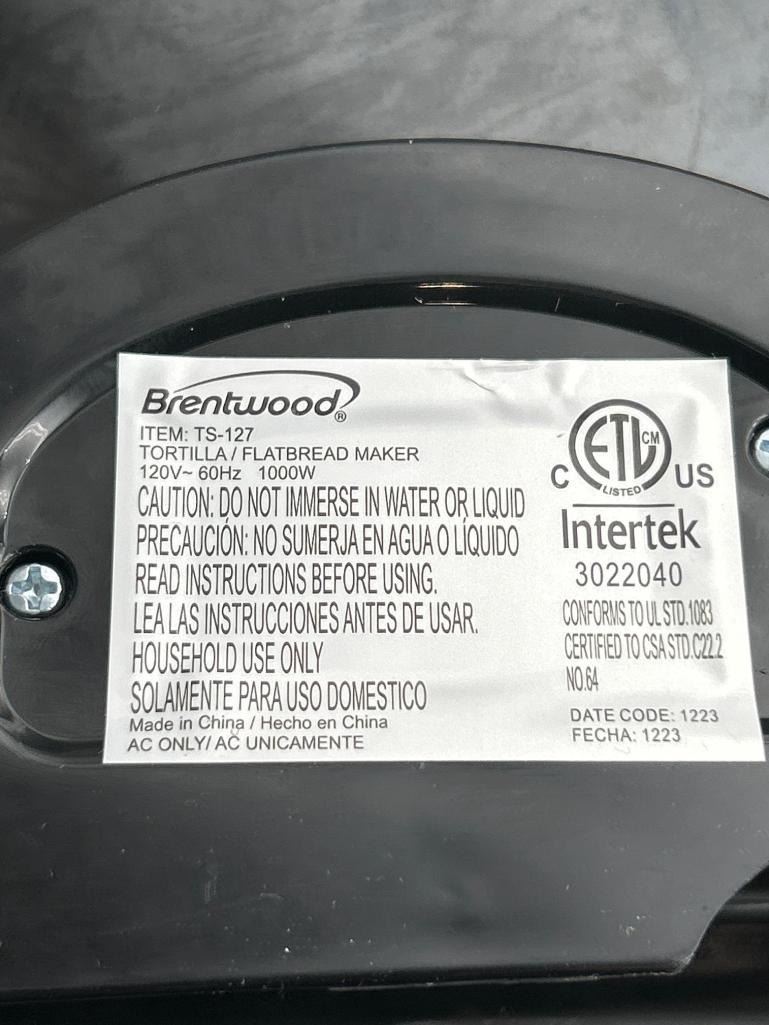 Brentwood®
ITEM: TS-127
TORTILLA / FLATBREAD MAKER
120V~ 60Hz 1000W
CAUTION: DO NOT IMMERSE IN WATER OR LIQUID
PRECAUCIÓN: NO SUMERJA EN AGUA O LÍQUIDO
READ INSTRUCTIONS BEFORE USING.
LEA LAS INSTRUCCIONES ANTES DE USAR.
HOUSEHOLD USE ONLY
SOLAMENTE PARA USO DOMESTICO
Made in China / Hecho en China
AC ONLY/ AC UNICAMENTE
ETL CM
C US
LISTED
Intertek
3022040
CONFORMS TO UL STD.1083
CERTIFIED TO CSA STD.C22.2
NO.64
DATE CODE: 1223
FECHA: 1223